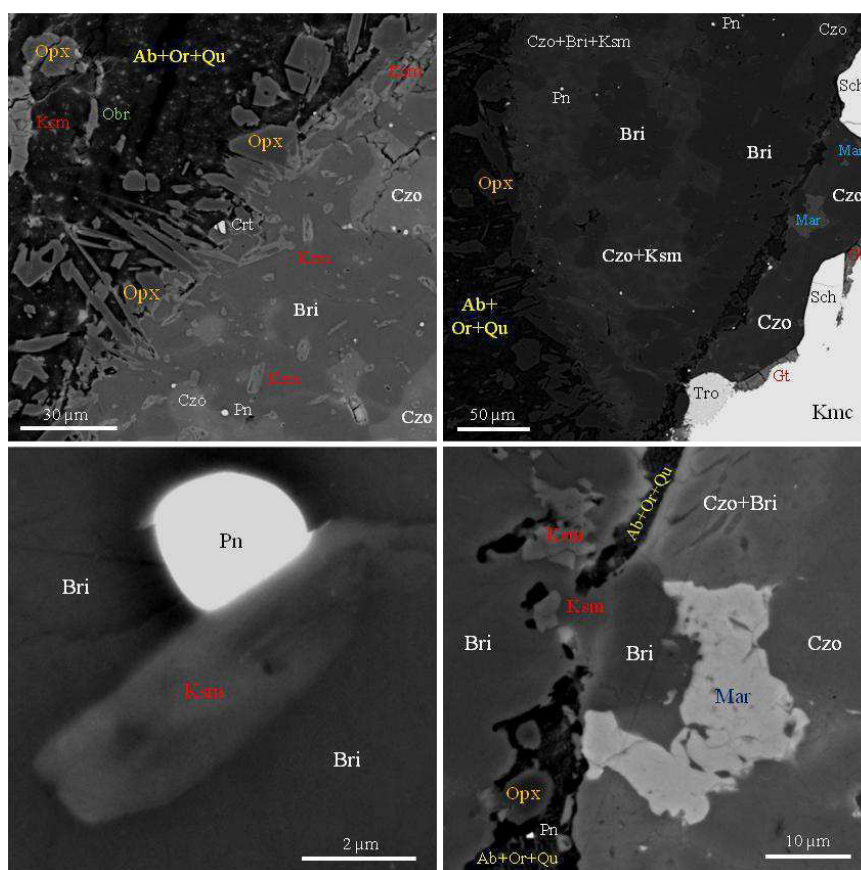 Opx
Ab+Or+Qu
Ksm
Ksm
Obr
Opx
Czo
Crt
Ksm
Opx
Bri
Ksm
Czo
Pn
Czo
30 μm
Pn
Czo
Czo+Bri+Ksm
Sch
Pn
Bri
Bri
Mar
Opx
Czo
Mar
Czo+Ksm
Gt
Ab+
Or+Qu
Sch
Czo
Gt
Tro
Kmc
50 μm
Pn
Bri
Ksm
Bri
2 μm
Ab+Or+Qu
Czo+Bri
Ksm
Ksm
Bri
Bri
Czo
Mar
Opx
Pn
Ab+Or+Qu
10 μm